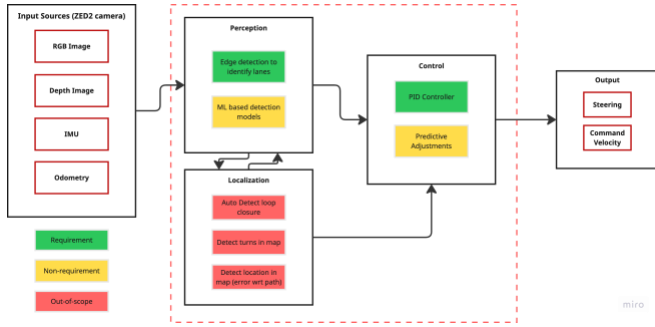 Input Sources (ZED2 camera)
RGB Image
Depth Image
IMU
Odometry
Requirement
Non-requirement
Out-of-scope
Perception
Edge detection to
identify lanes
ML based detection
models
Localization
Auto Detect loop
closure
Detect turns in map
Detect location in
map (error wrt path)
Control
PID Controller
Predictive
Adjustments
Output
Steering
Command
Velocity
miro